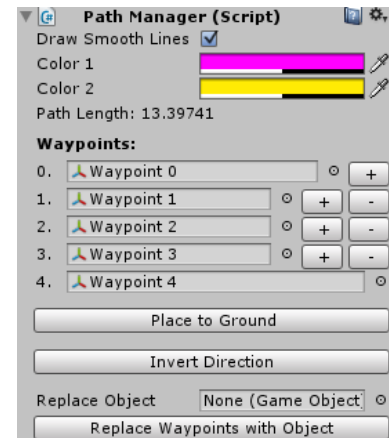 Path Manager (Script)
Draw Smooth Lines
Color 1
Color 2
Path Length: 13.39741
Waypoints:
0. Waypoint 0 +
1. Waypoint 1 + -
2. Waypoint 2 + -
3. Waypoint 3 + -
4. Waypoint 4
Place to Ground
Invert Direction
Replace Object None (Game Object)
Replace Waypoints with Object